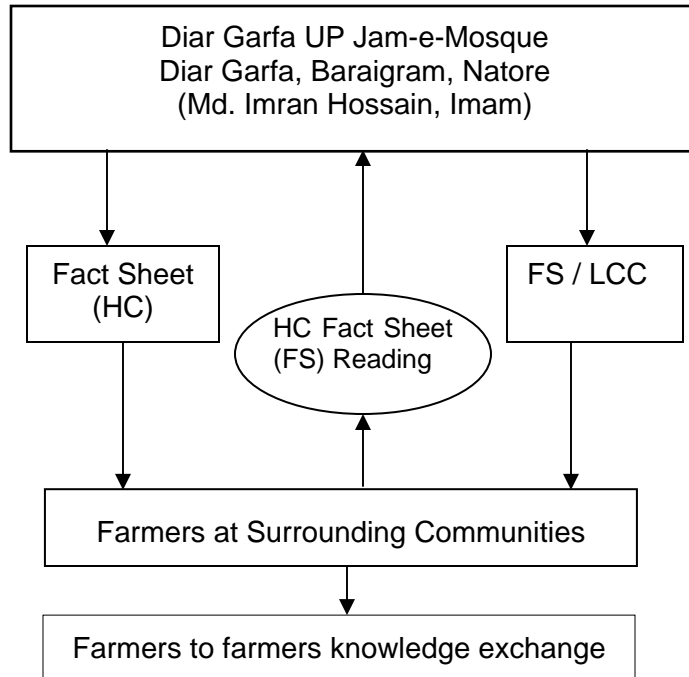 Diar Garfa UP Jam-e-Mosque
Diar Garfa, Baraigram, Natore
(Md. Imran Hossain, Imam)
Fact Sheet
(HC)
HC Fact Sheet
(FS) Reading
FS / LCC
Farmers at Surrounding Communities
Farmers to farmers knowledge exchange